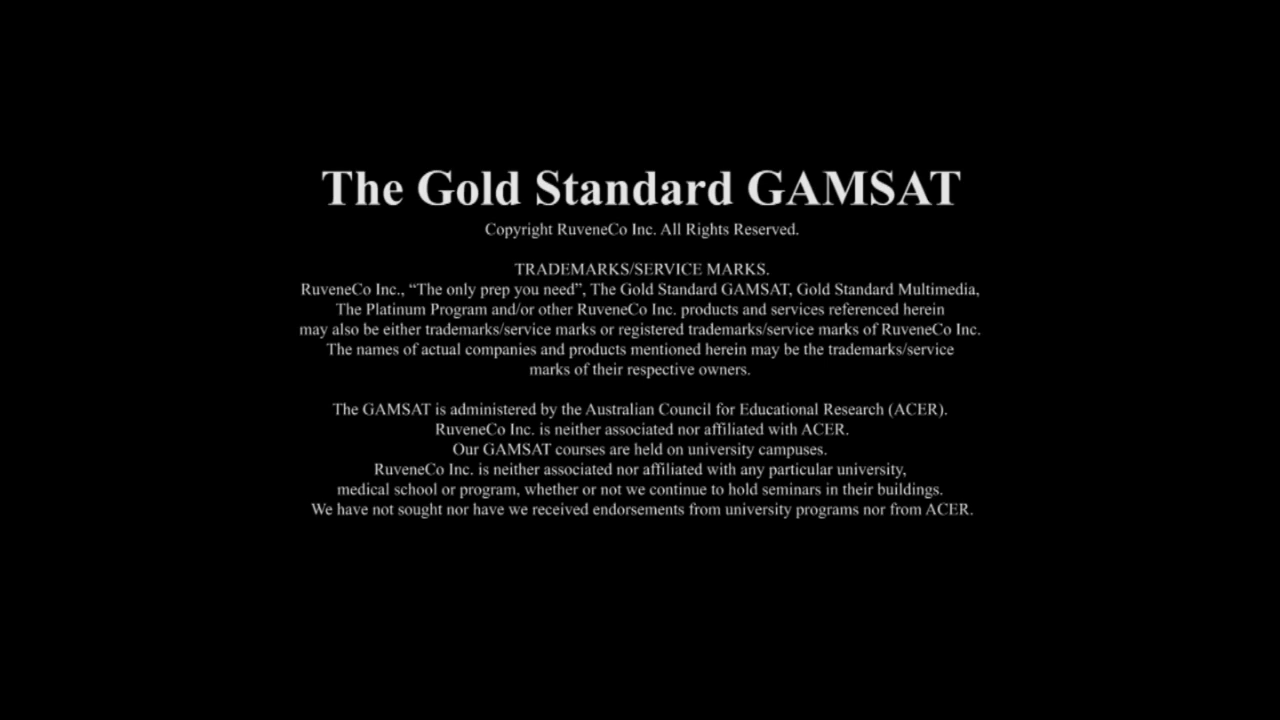 The Gold Standard GAMSAT
Copyright RuveneCo Inc. All Rights Reserved.
TRADEMARKS/SERVICE MARKS.
RuveneCo Inc., “The only prep you need”, The Gold Standard GAMSAT, Gold Standard Multimedia,
The Platinum Program and/or other RuveneCo Inc. products and services referenced herein
may also be either trademarks/service marks or registered trademarks/service marks of RuveneCo Inc.
The names of actual companies and products mentioned herein may be the trademarks/service
marks of their respective owners.
The GAMSAT is administered by the Australian Council for Educational Research (ACER).
RuveneCo Inc. is neither associated nor affiliated with ACER.
Our GAMSAT courses are held on university campuses.
RuveneCo Inc. is neither associated nor affiliated with any particular university,
medical school or program, whether or not we continue to hold seminars in their buildings.
We have not sought nor have we received endorsements from university programs nor from ACER.